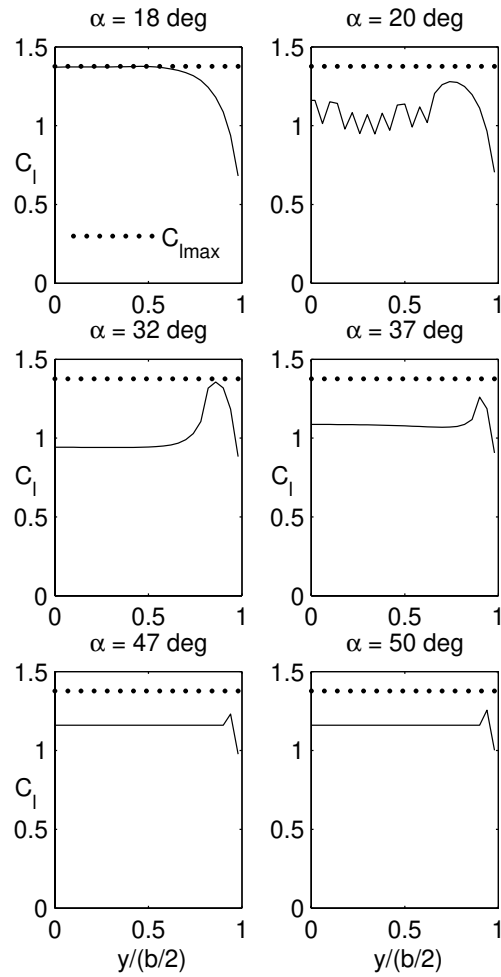 α = 18 deg
α = 20 deg
1.5
1
C_l
0.5
0
C_lmax
0 0.5 1
1.5
1
0.5
0
0 0.5 1
α = 32 deg
α = 37 deg
1.5
1
C_l
0.5
0
0 0.5 1
1.5
1
0.5
0
0 0.5 1
α = 47 deg
α = 50 deg
1.5
1
C_l
0.5
0
0 0.5 1
y/(b/2)
1.5
1
0.5
0
0 0.5 1
y/(b/2)